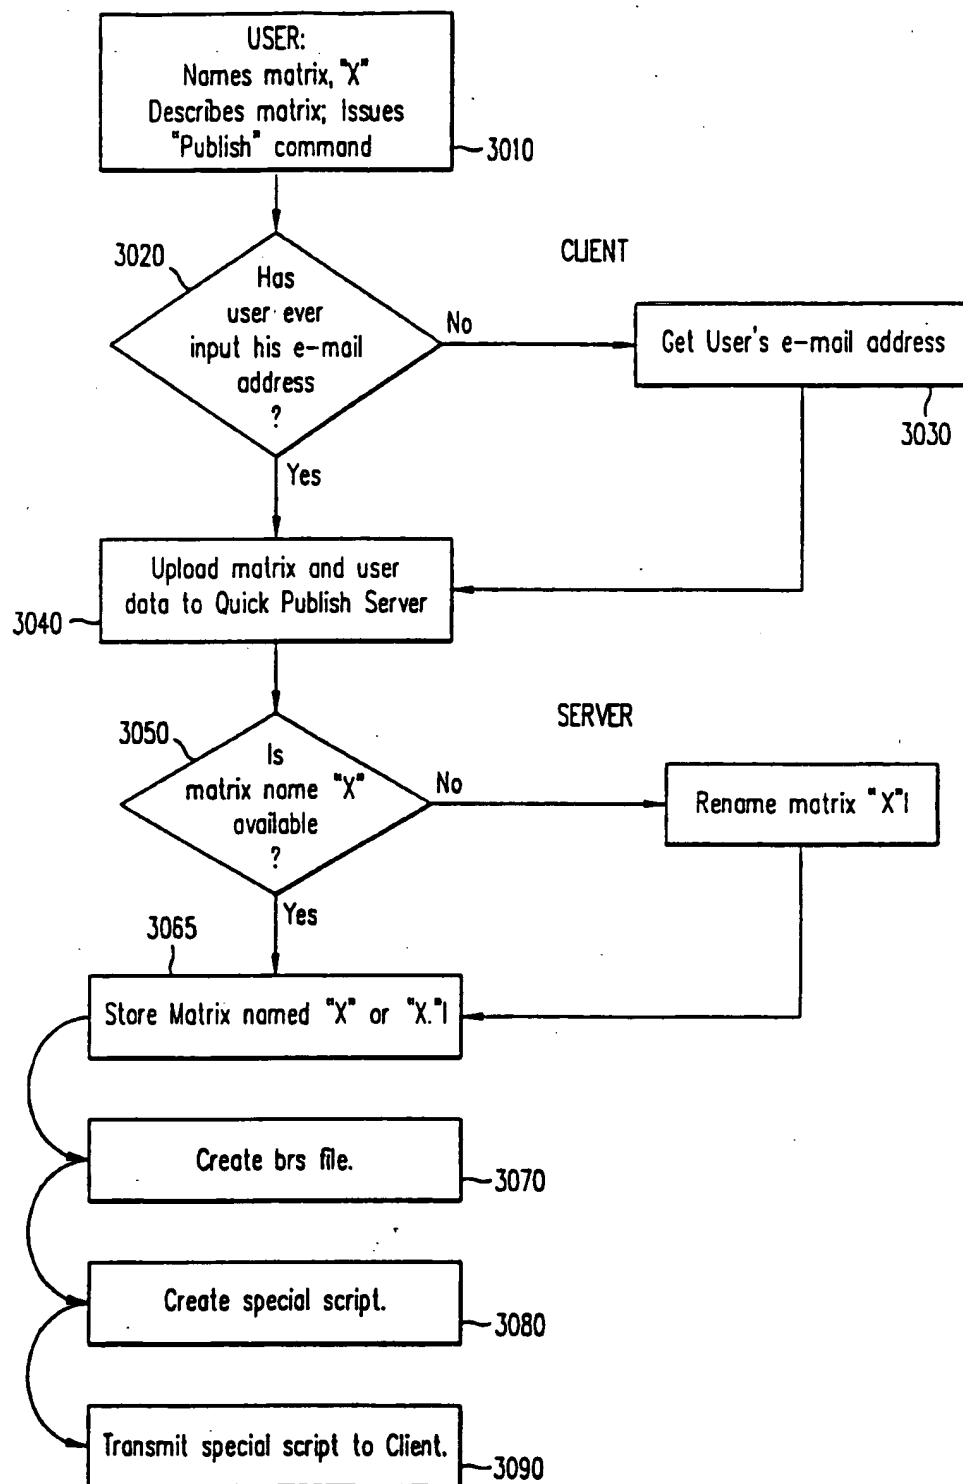 USER:
Names matrix, "X"
Describes matrix; Issues
"Publish" command
3010
3020
CLIENT
Has
user ever
input his e-mail
address
?
No
Get User's e-mail address
3030
Yes
Upload matrix and user
data to Quick Publish Server
3040
3050
SERVER
Is
matrix name "X"
available
?
No
Rename matrix "X"|
Yes
3065
Store Matrix named "X" or "X."|
Create brs file.
3070
Create special script.
3080
Transmit special script to Client.
3090